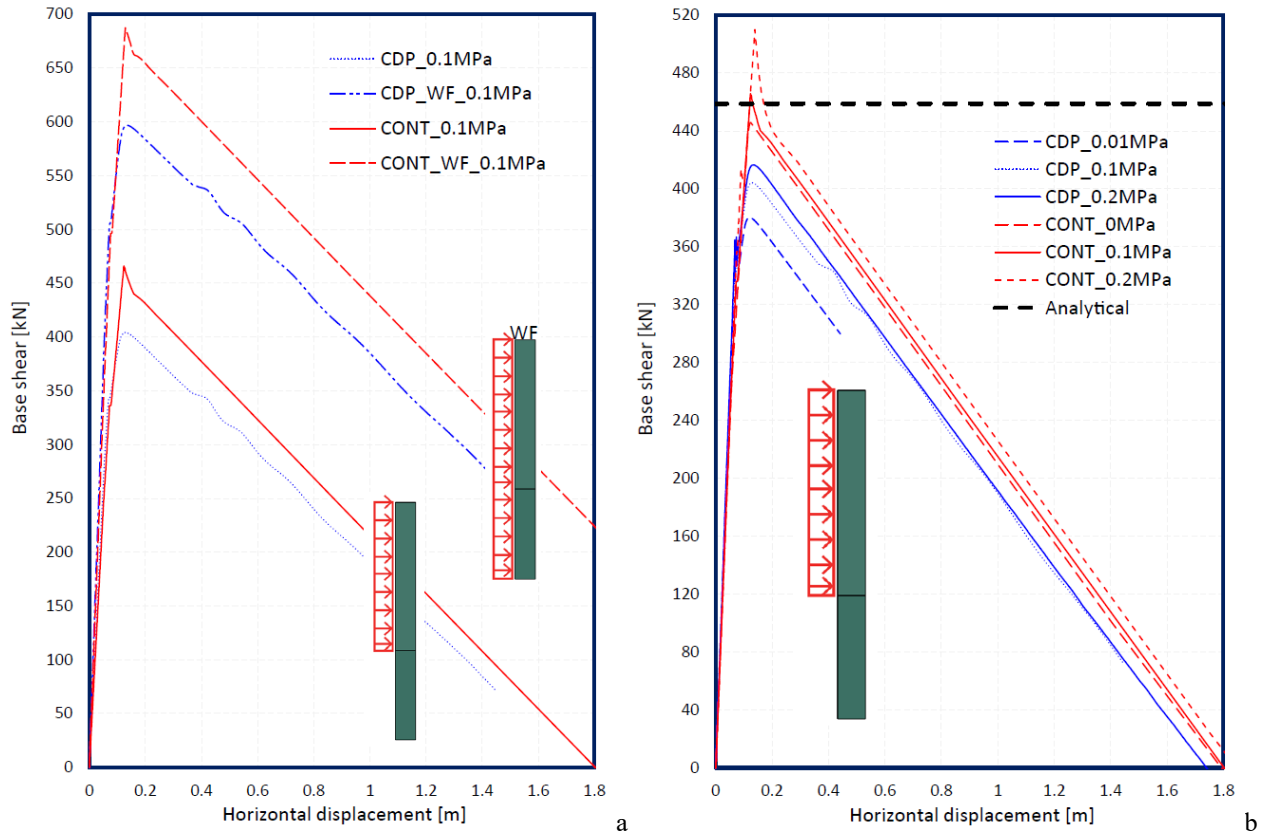 700
650
600
550
500
450
400
350
300
250
200
150
100
50
0
Base shear [kN]
CDP_0.1MPa
CDP_WF_0.1MPa
CONT_0.1MPa
CONT_WF_0.1MPa
WF
0 0.2 0.4 0.6 0.8 1 1.2 1.4 1.6 1.8
Horizontal displacement [m]
a
520
480
440
400
360
320
280
240
200
160
120
80
40
0
Base shear [kN]
CDP_0.01MPa
CDP_0.1MPa
CDP_0.2MPa
CONT_0MPa
CONT_0.1MPa
CONT_0.2MPa
Analytical
0 0.2 0.4 0.6 0.8 1 1.2 1.4 1.6 1.8
Horizontal displacement [m]
b